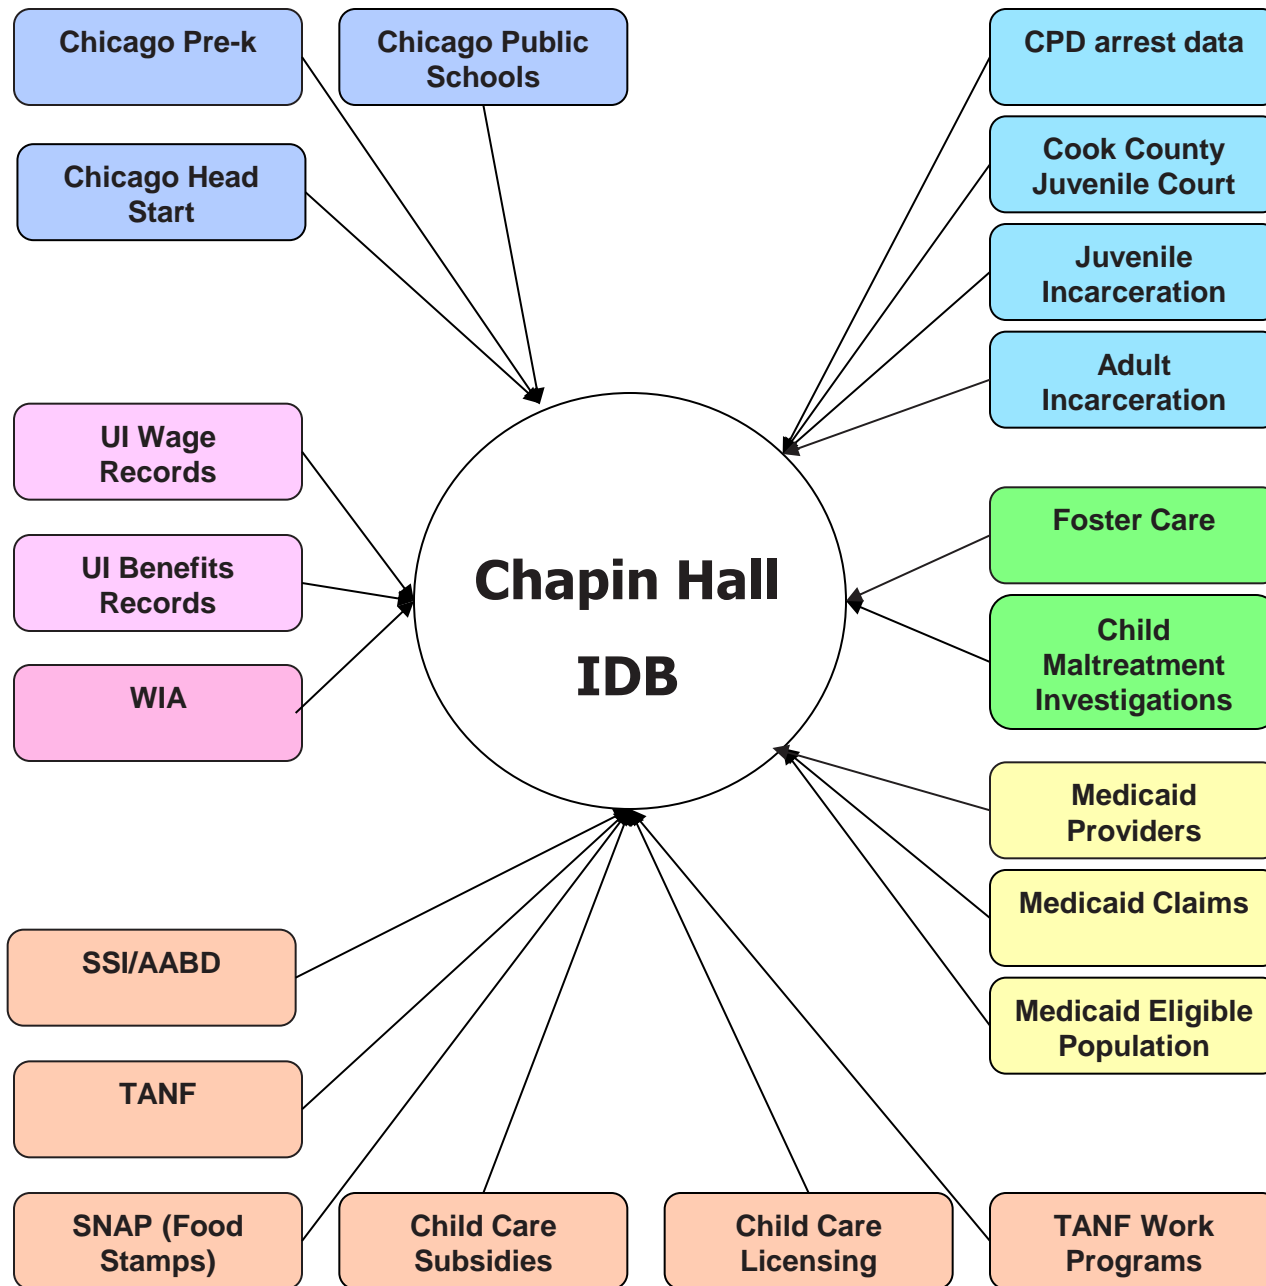 Chicago Pre-k
Chicago Public
Schools
CPD arrest data
Chicago Head
Start
Cook County
Juvenile Court
Juvenile
Incarceration
Adult
Incarceration
UI Wage
Records
UI Benefits
Records
WIA
Chapin Hall
IDB
Foster Care
Child
Maltreatment
Investigations
Medicaid
Providers
Medicaid Claims
Medicaid Eligible
Population
SSI/AABD
TANF
SNAP (Food
Stamps)
Child Care
Subsidies
Child Care
Licensing
TANF Work
Programs